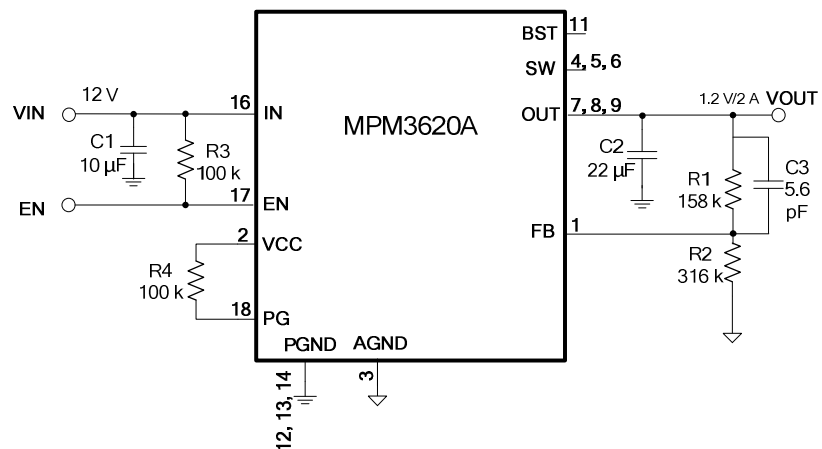 BST
11
SW
4, 5, 6
VIN
12 V
16
IN
MPM3620A
OUT
7, 8, 9
1.2 V/2 A
VOUT
C1
10 μF
R3
100 k
C2
22 μF
R1
158 k
C3
5.6
pF
EN
17
EN
2
VCC
FB
1
R4
100 k
R2
316 k
18
PG
PGND
AGND
12, 13, 14
3